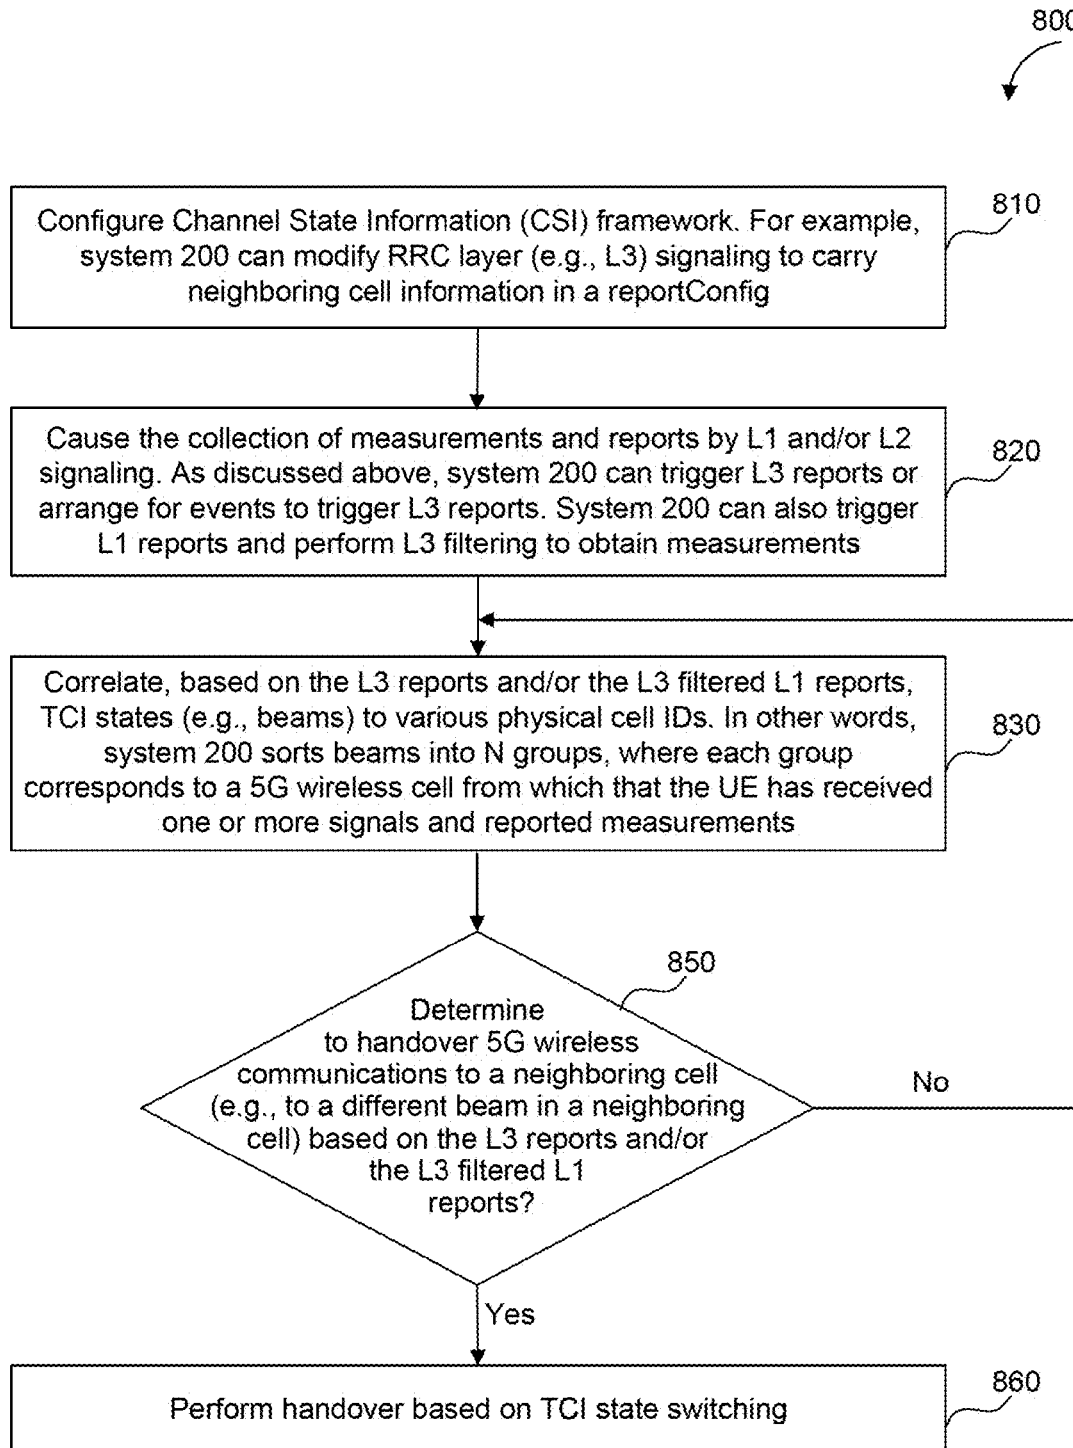 800
Configure Channel State Information (CSI) framework. For example,
system 200 can modify RRC layer (e.g., L3) signaling to carry
neighboring cell information in a reportConfig
810
Cause the collection of measurements and reports by L1 and/or L2
signaling. As discussed above, system 200 can trigger L3 reports or
arrange for events to trigger L3 reports. System 200 can also trigger
L1 reports and perform L3 filtering to obtain measurements
820
Correlate, based on the L3 reports and/or the L3 filtered L1 reports,
TCI states (e.g., beams) to various physical cell IDs. In other words,
system 200 sorts beams into N groups, where each group
corresponds to a 5G wireless cell from which that the UE has received
one or more signals and reported measurements
830
850
Determine
to handover 5G wireless
communications to a neighboring cell
(e.g., to a different beam in a neighboring
cell) based on the L3 reports and/or
the L3 filtered L1
reports?
No
Yes
Perform handover based on TCI state switching
860